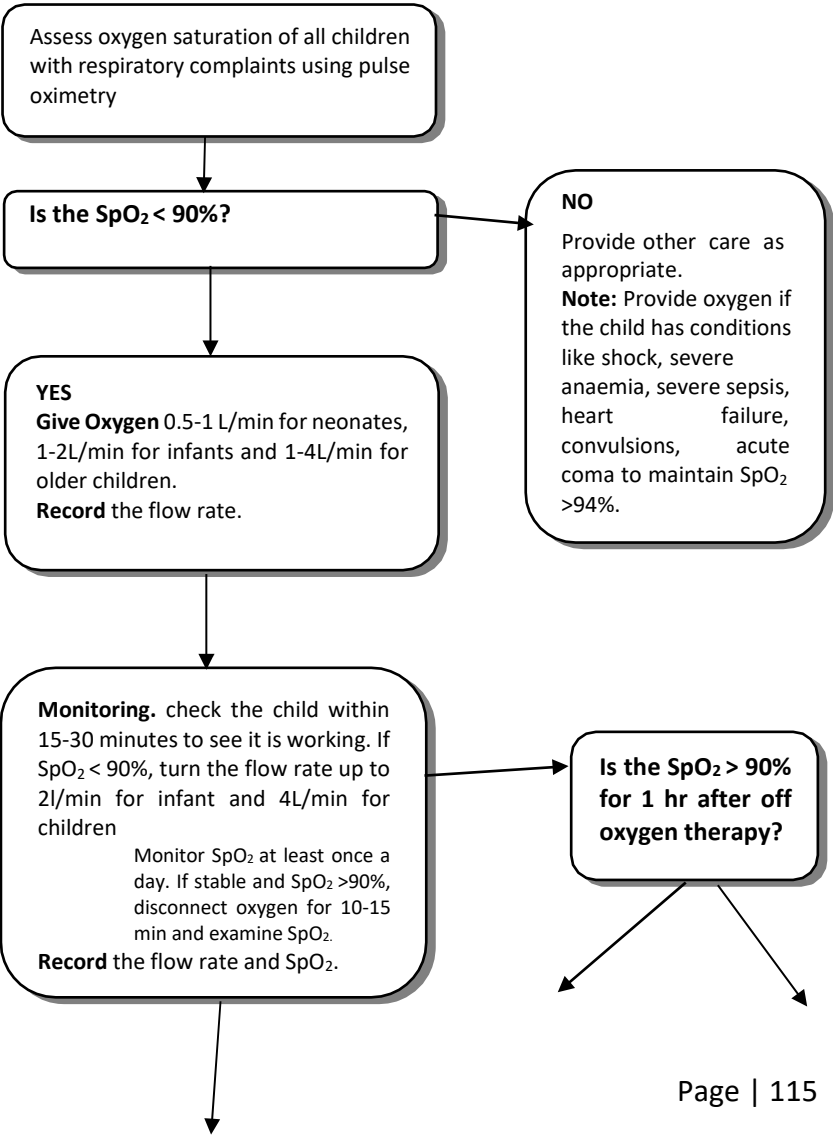 Assess oxygen saturation of all children
with respiratory complaints using pulse
oximetry
Is the SpO₂ < 90%?
NO
Provide other care as
appropriate.
Note: Provide oxygen if
the child has conditions
like shock, severe
anaemia, severe sepsis,
heart failure,
convulsions, acute
coma to maintain SpO₂
>94%.
YES
Give Oxygen 0.5-1 L/min for neonates,
1-2L/min for infants and 1-4L/min for
older children.
Record the flow rate.
Monitoring. check the child within
15-30 minutes to see it is working. If
SpO₂ < 90%, turn the flow rate up to
2l/min for infant and 4L/min for
children
Monitor SpO₂ at least once a
day. If stable and SpO₂ >90%,
disconnect oxygen for 10-15
min and examine SpO₂.
Record the flow rate and SpO₂.
Is the SpO₂ > 90%
for 1 hr after off
oxygen therapy?
Page | 115